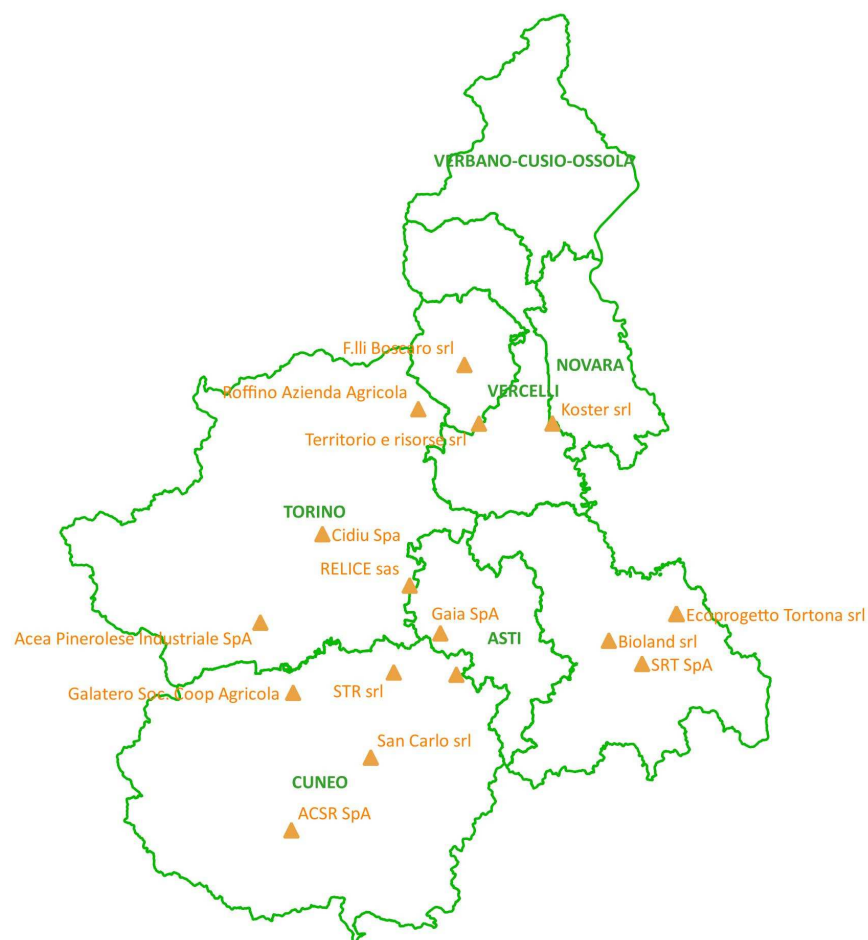 VERBANO-CUSIO-OSSOLA
F.lli Boscaro srl
NOVARA
Roffino Azienda Agricola
VERCELLI
Koster srl
Territorio e risorse srl
TORINO
Cidiu Spa
RELICE sas
Gaia SpA
Ecoprogetto Tortona srl
Acea Pinerolese Industriale SpA
ASTI
Bioland srl
SRT SpA
Galatero Soc. Coop Agricola
STR srl
San Carlo srl
CUNEO
ACSR SpA